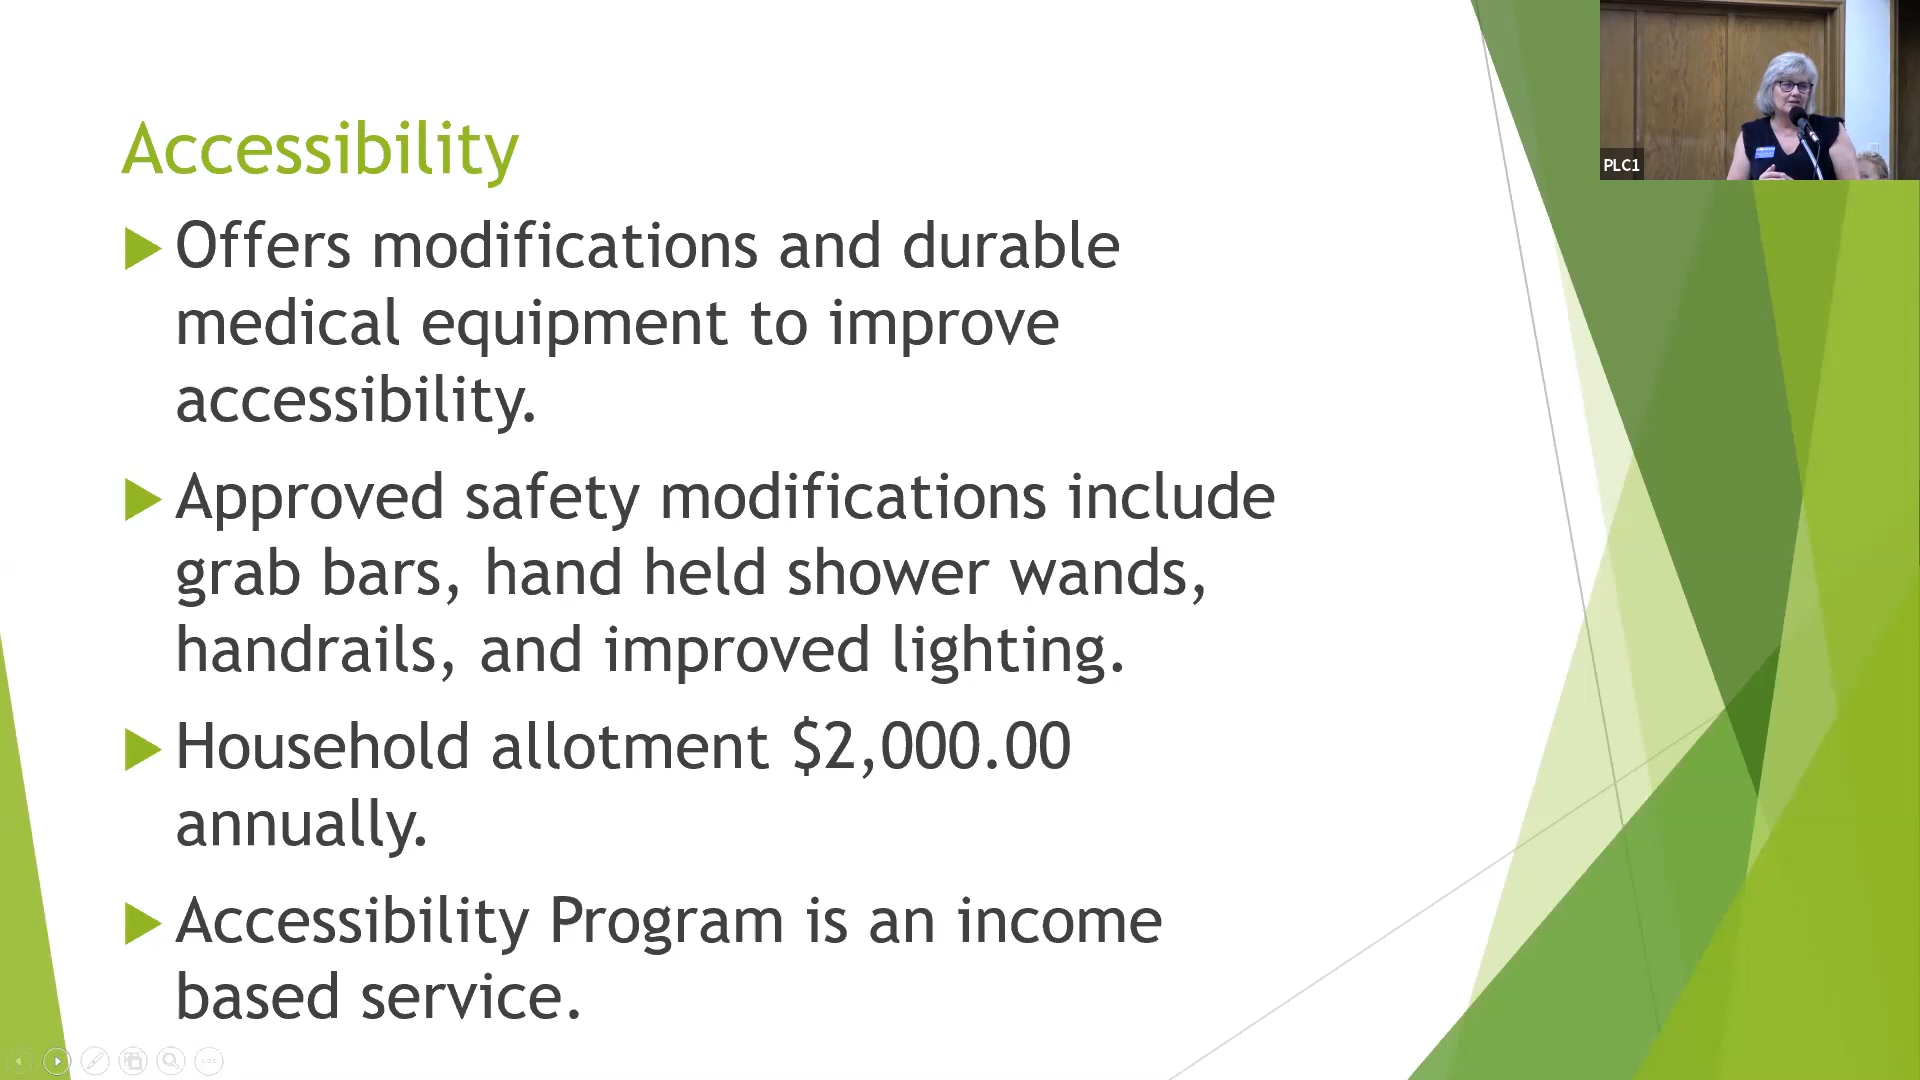 Accessibility
Offers modifications and durable
medical equipment to improve
accessibility.
Approved safety modifications include
grab bars, hand held shower wands,
handrails, and improved lighting.
Household allotment $2,000.00
annually.
Accessibility Program is an income
based service.
PLC1